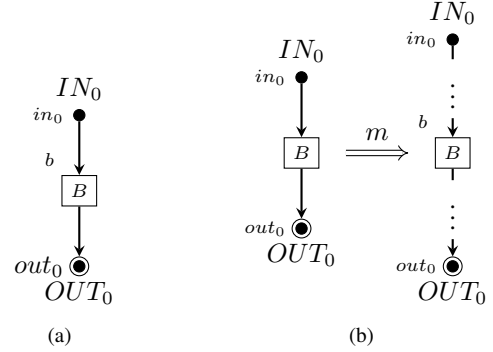 IN₀
in₀
b
B
out₀
OUT₀
(a)
IN₀
in₀
B
out₀
OUT₀
m
IN₀
in₀
b
B
out₀
OUT₀
(b)